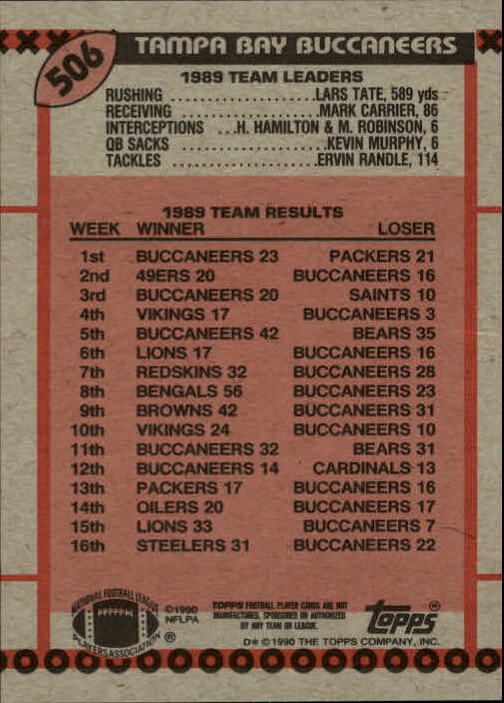 506
TAMPA BAY BUCCANEERS
1989 TEAM LEADERS
RUSHING ....................LARS TATE, 589 yds
RECEIVING ....................MARK CARRIER, 86
INTERCEPTIONS ...H. HAMILTON & M. ROBINSON, 6
QB SACKS ....................KEVIN MURPHY, 6
TACKLES ....................ERVIN RANDLE, 114
1989 TEAM RESULTS
WEEK WINNER LOSER
1st BUCCANEERS 23 PACKERS 21
2nd 49ERS 20 BUCCANEERS 16
3rd BUCCANEERS 20 SAINTS 10
4th VIKINGS 17 BUCCANEERS 3
5th BUCCANEERS 42 BEARS 35
6th LIONS 17 BUCCANEERS 16
7th REDSKINS 32 BUCCANEERS 28
8th BENGALS 56 BUCCANEERS 23
9th BROWNS 42 BUCCANEERS 31
10th VIKINGS 24 BUCCANEERS 10
11th BUCCANEERS 32 BEARS 31
12th BUCCANEERS 14 CARDINALS 13
13th PACKERS 17 BUCCANEERS 16
14th OILERS 20 BUCCANEERS 17
15th LIONS 33 BUCCANEERS 7
16th STEELERS 31 BUCCANEERS 22
NATIONAL FOOTBALL LEAGUE
PLAYERS ASSOCIATION
®
©1990
NFLPA
TOPPS FOOTBALL PLAYER CARDS ARE NOT
MANUFACTURED, SPONSORED OR AUTHORIZED
BY ANY TEAM OR LEAGUE.
topps®
D* ©1990 THE TOPPS COMPANY, INC.